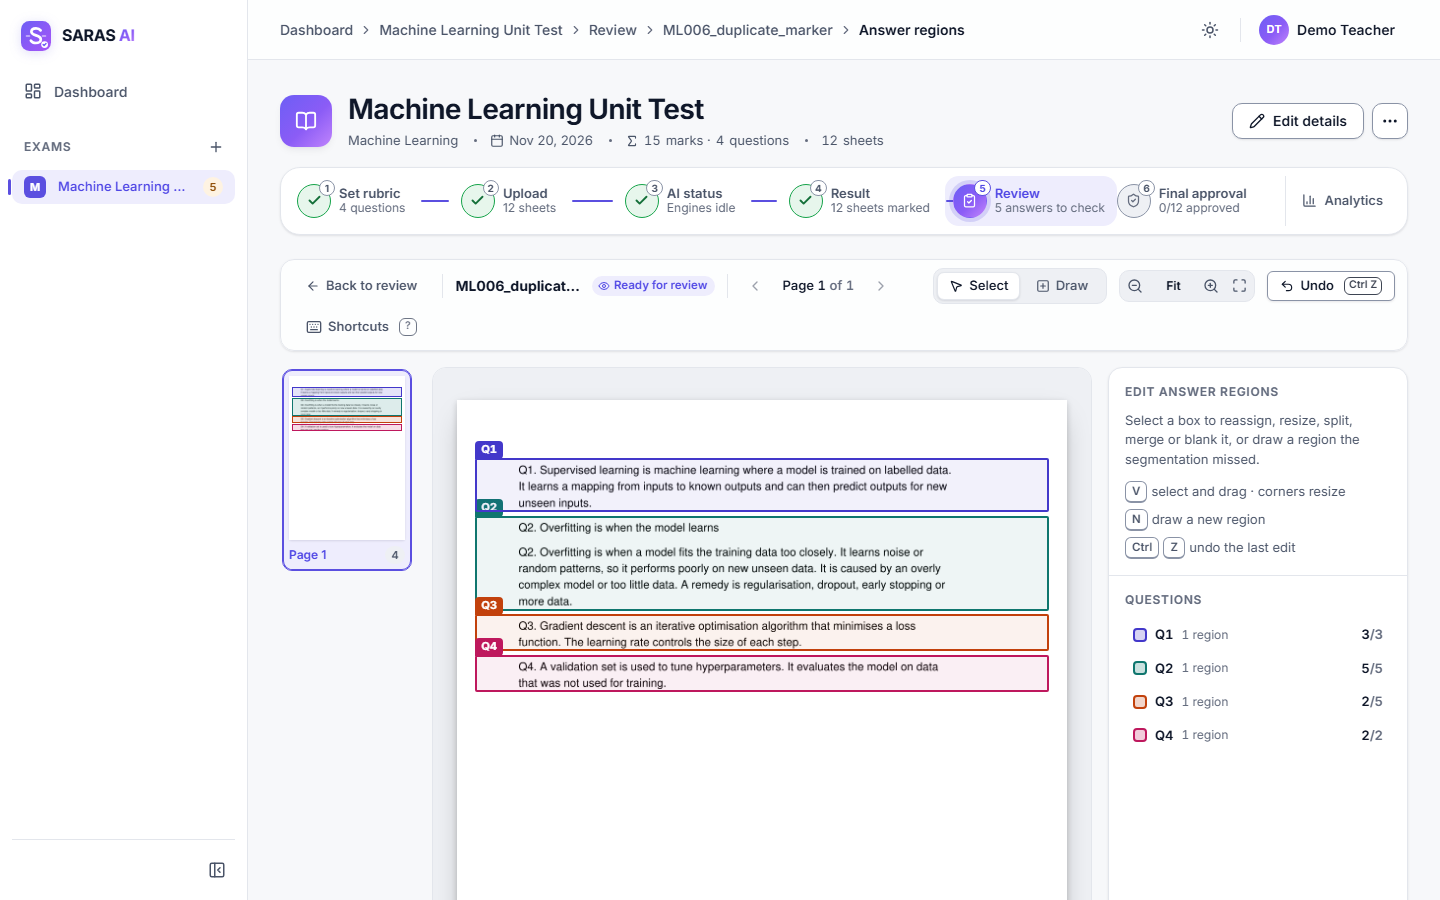 SARAS AI
Dashboard
EXAMS
M Machine Learning ... 5
Dashboard > Machine Learning Unit Test > Review > ML006_duplicate_marker > Answer regions
DT Demo Teacher
Machine Learning Unit Test
Machine Learning • Nov 20, 2026 • 15 marks · 4 questions • 12 sheets
Edit details
1 Set rubric
4 questions
2 Upload
12 sheets
3 AI status
Engines idle
4 Result
12 sheets marked
5 Review
5 answers to check
6 Final approval
0/12 approved
Analytics
Back to review
ML006_duplicat...
Ready for review
Page 1 of 1
Select
Draw
Fit
Undo Ctrl Z
Shortcuts ?
Page 1 4
Q1
Q1. Supervised learning is machine learning where a model is trained on labelled data.
It learns a mapping from inputs to known outputs and can then predict outputs for new
unseen inputs.
Q2
Q2. Overfitting is when the model learns
Q2. Overfitting is when a model fits the training data too closely. It learns noise or
random patterns, so it performs poorly on new unseen data. It is caused by an overly
complex model or too little data. A remedy is regularisation, dropout, early stopping or
more data.
Q3
Q3. Gradient descent is an iterative optimisation algorithm that minimises a loss
function. The learning rate controls the size of each step.
Q4
Q4. A validation set is used to tune hyperparameters. It evaluates the model on data
that was not used for training.
EDIT ANSWER REGIONS
Select a box to reassign, resize, split,
merge or blank it, or draw a region the
segmentation missed.
V select and drag · corners resize
N draw a new region
Ctrl Z undo the last edit
QUESTIONS
Q1 1 region 3/3
Q2 1 region 5/5
Q3 1 region 2/5
Q4 1 region 2/2